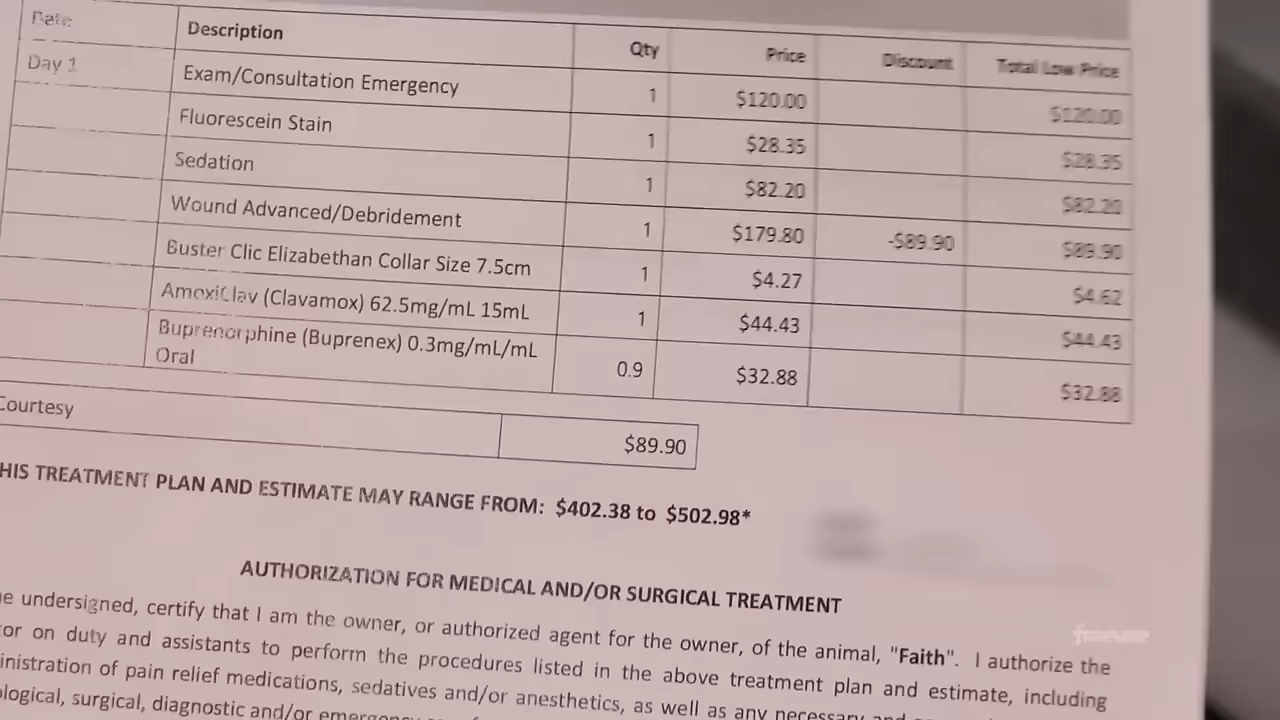 Date Description Qty Price Discount Total Low Price
Day 1 Exam/Consultation Emergency 1 $120.00 $120.00
Fluorescein Stain 1 $28.35 $28.35
Sedation 1 $82.20 $82.20
Wound Advanced/Debridement 1 $179.80 -$89.90 $89.90
Buster Clic Elizabethan Collar Size 7.5cm 1 $4.27 $4.62
AmoxiClav (Clavamox) 62.5mg/mL 15mL 1 $44.43 $44.43
Buprenorphine (Buprenex) 0.3mg/mL/mL
Oral 0.9 $32.88 $32.88
Courtesy $89.90
HIS TREATMENT PLAN AND ESTIMATE MAY RANGE FROM: $402.38 to $502.98*
AUTHORIZATION FOR MEDICAL AND/OR SURGICAL TREATMENT
e undersigned, certify that I am the owner, or authorized agent for the owner, of the animal, "Faith". I authorize the
or on duty and assistants to perform the procedures listed in the above treatment plan and estimate, including
inistration of pain relief medications, sedatives and/or anesthetics, as well as any necessary and
ological, surgical, diagnostic and/or emergency